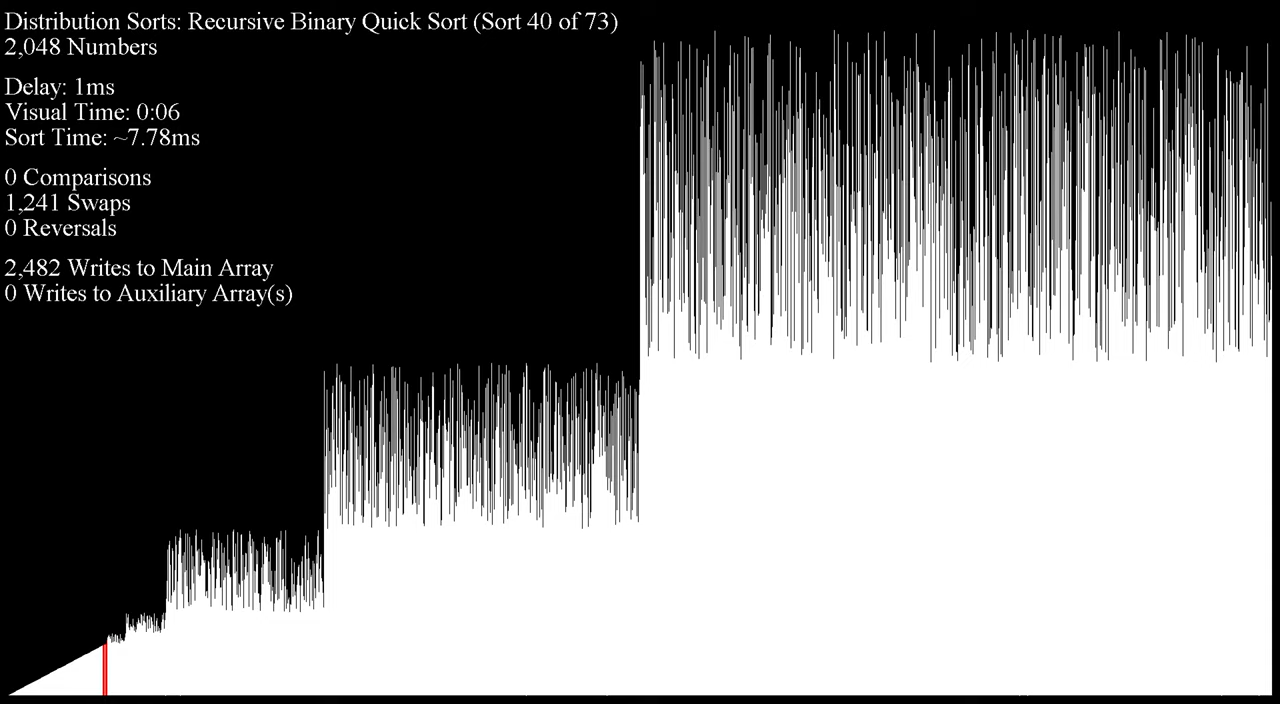 Distribution Sorts: Recursive Binary Quick Sort (Sort 40 of 73)
2,048 Numbers
Delay: 1ms
Visual Time: 0:06
Sort Time: ~7.78ms
0 Comparisons
1,241 Swaps
0 Reversals
2,482 Writes to Main Array
0 Writes to Auxiliary Array(s)